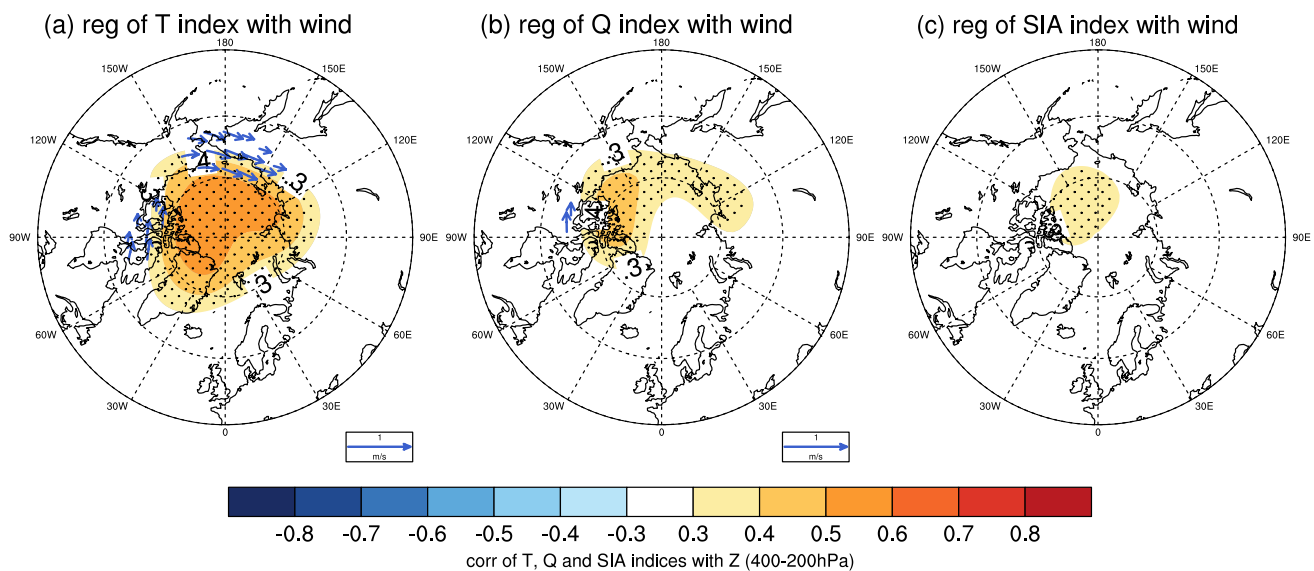 (a) reg of T index with wind
(b) reg of Q index with wind
(c) reg of SIA index with wind
180
150W
150E
120W
120E
90W
90E
60W
60E
30W
30E
0
4
.3
3
.3
1
m/s
180
150W
150E
120W
120E
90W
90E
60W
60E
30W
30E
0
.3
.4
3
1
m/s
180
150W
150E
120W
120E
90W
90E
60W
60E
30W
30E
0
-0.8 -0.7 -0.6 -0.5 -0.4 -0.3 0.3 0.4 0.5 0.6 0.7 0.8
corr of T, Q and SIA indices with Z (400-200hPa)